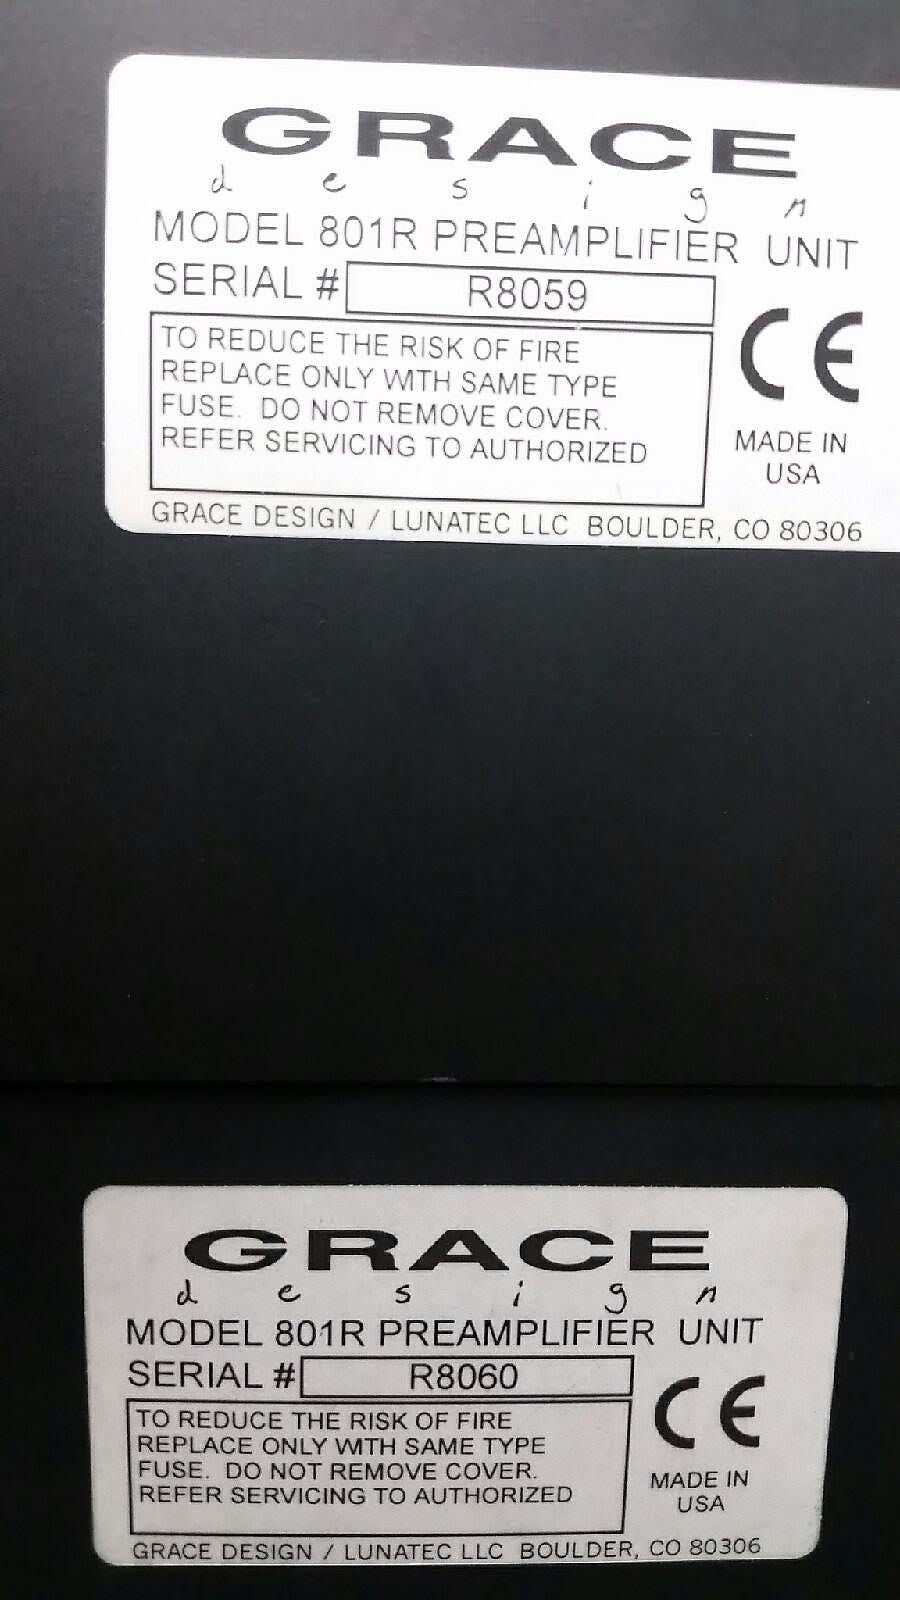 GRACE
design
MODEL 801R PREAMPLIFIER UNIT
SERIAL # R8059
TO REDUCE THE RISK OF FIRE
REPLACE ONLY WITH SAME TYPE
FUSE. DO NOT REMOVE COVER.
REFER SERVICING TO AUTHORIZED
CE
MADE IN
USA
GRACE DESIGN / LUNATEC LLC BOULDER, CO 80306
GRACE
design
MODEL 801R PREAMPLIFIER UNIT
SERIAL # R8060
TO REDUCE THE RISK OF FIRE
REPLACE ONLY WITH SAME TYPE
FUSE. DO NOT REMOVE COVER.
REFER SERVICING TO AUTHORIZED
CE
MADE IN
USA
GRACE DESIGN / LUNATEC LLC BOULDER, CO 80306